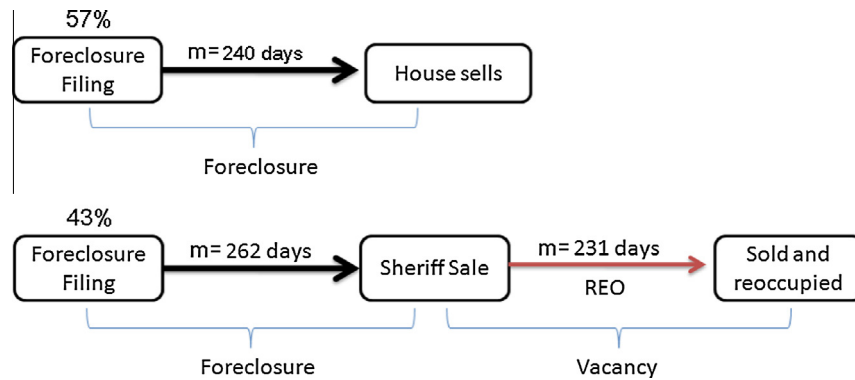 57%
Foreclosure
Filing
m= 240 days
House sells
Foreclosure
43%
Foreclosure
Filing
m= 262 days
Sheriff Sale
m= 231 days
REO
Sold and
reoccupied
Foreclosure
Vacancy